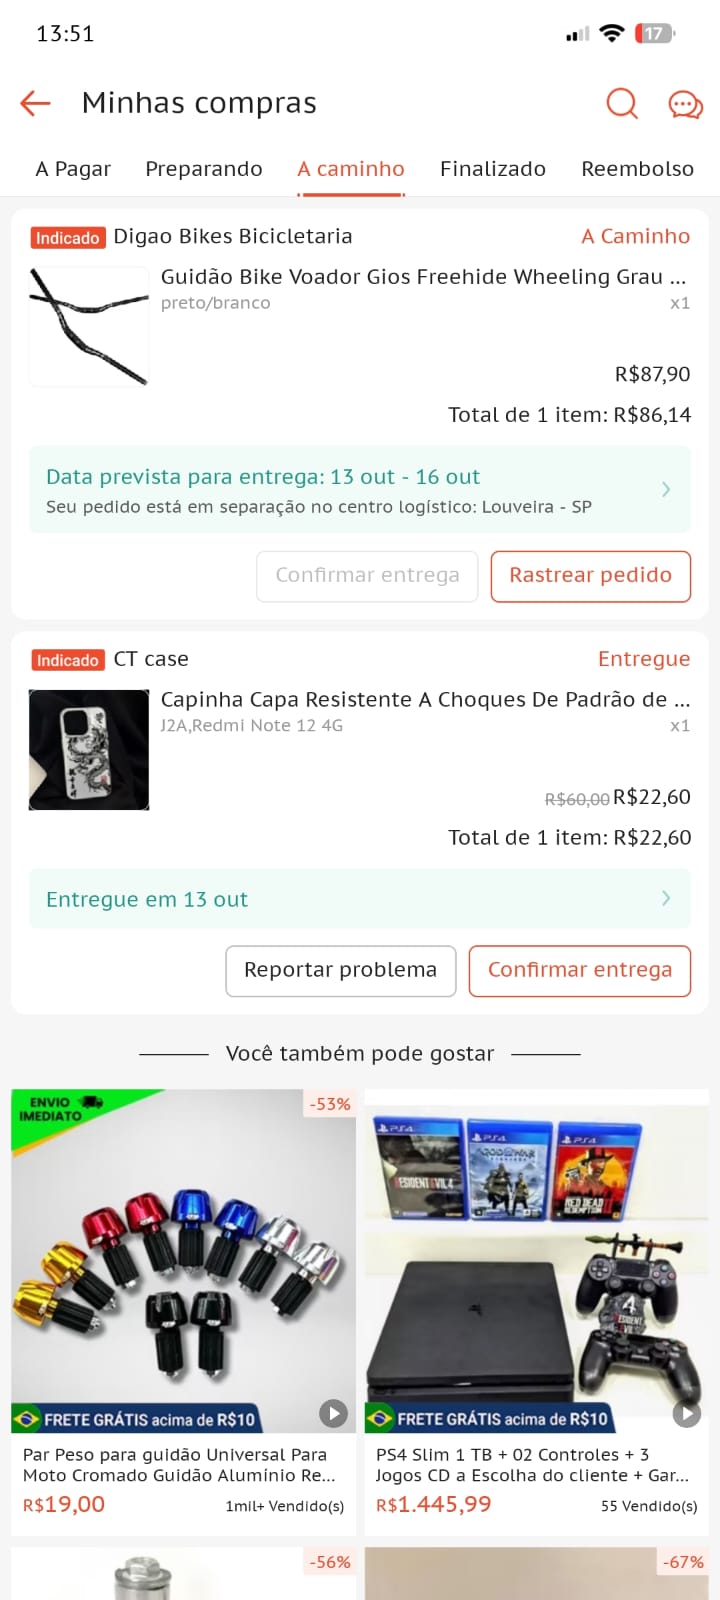 13:51
17
Minhas compras
A Pagar Preparando A caminho Finalizado Reembolso
Indicado Digao Bikes Bicicletaria A Caminho
Guidão Bike Voador Gios Freehide Wheeling Grau ...
preto/branco x1
R$87,90
Total de 1 item: R$86,14
Data prevista para entrega: 13 out - 16 out
Seu pedido está em separação no centro logístico: Louveira - SP
Confirmar entrega Rastrear pedido
Indicado CT case Entregue
Capinha Capa Resistente A Choques De Padrão de ...
J2A,Redmi Note 12 4G x1
R$60,00 R$22,60
Total de 1 item: R$22,60
Entregue em 13 out
Reportar problema Confirmar entrega
Você também pode gostar
ENVIO
IMEDIATO
-53%
FRETE GRÁTIS acima de R$10
Par Peso para guidão Universal Para
Moto Cromado Guidão Alumínio Re...
R$19,00 1mil+ Vendido(s)
PS4 PS4 PS4
RESIDENT EVIL 4
GOD OF WAR
RED DEAD
REDEMPTION II
4
RESIDENT
EVIL
FRETE GRÁTIS acima de R$10
PS4 Slim 1 TB + 02 Controles + 3
Jogos CD a Escolha do cliente + Gar...
R$1.445,99 55 Vendido(s)
-56%
-67%